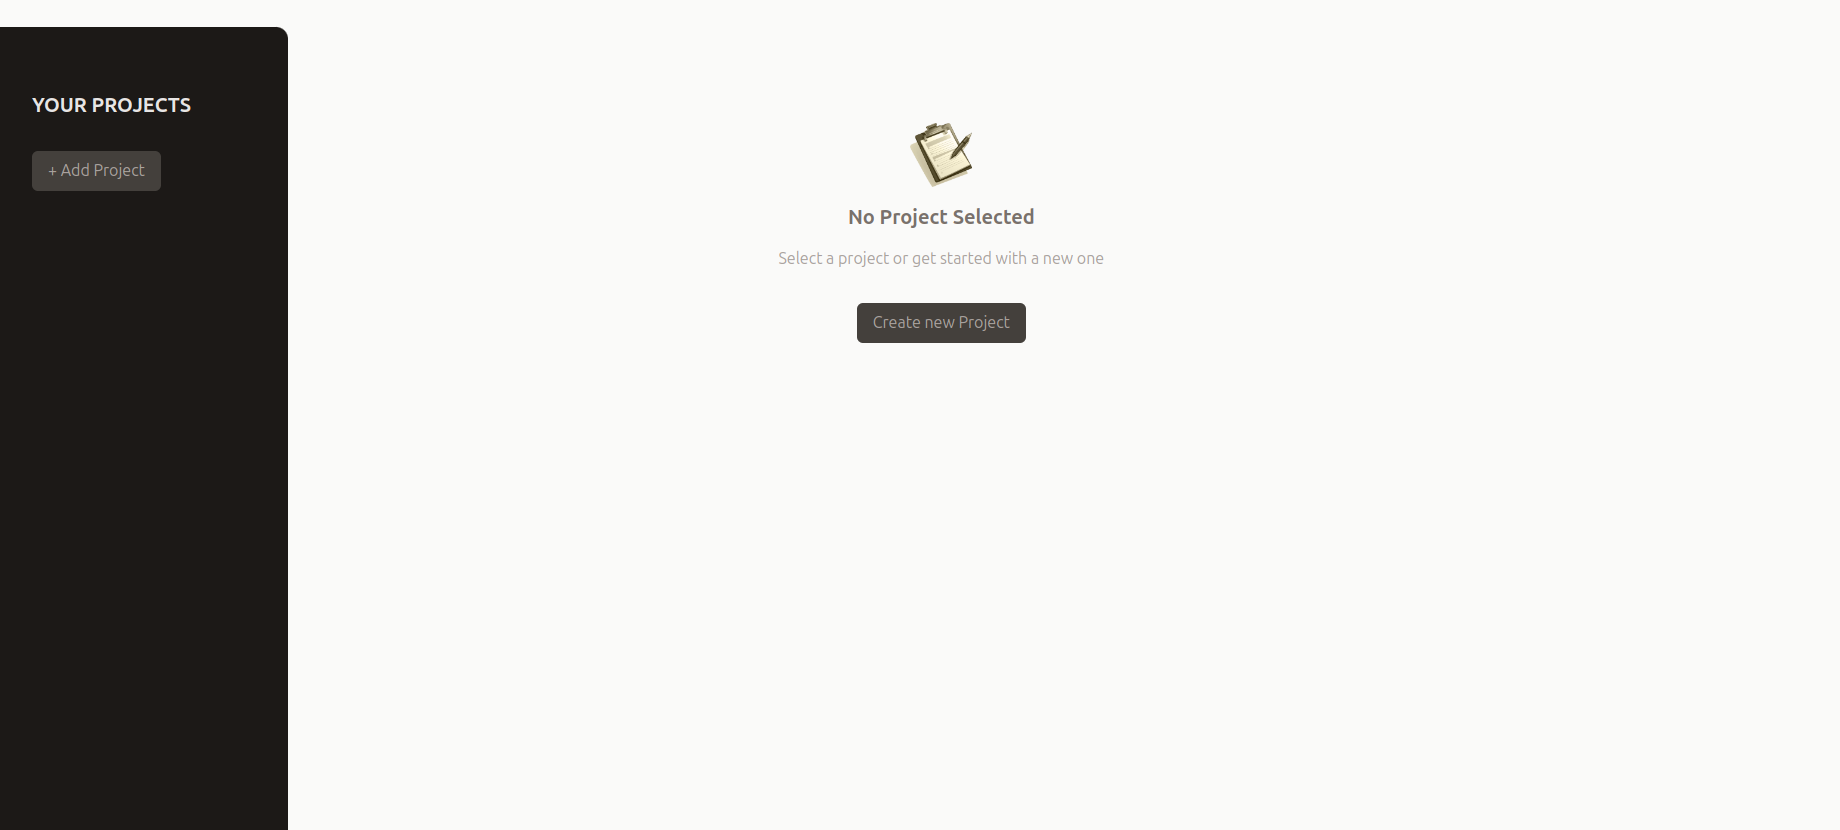 YOUR PROJECTS
+ Add Project
No Project Selected
Select a project or get started with a new one
Create new Project